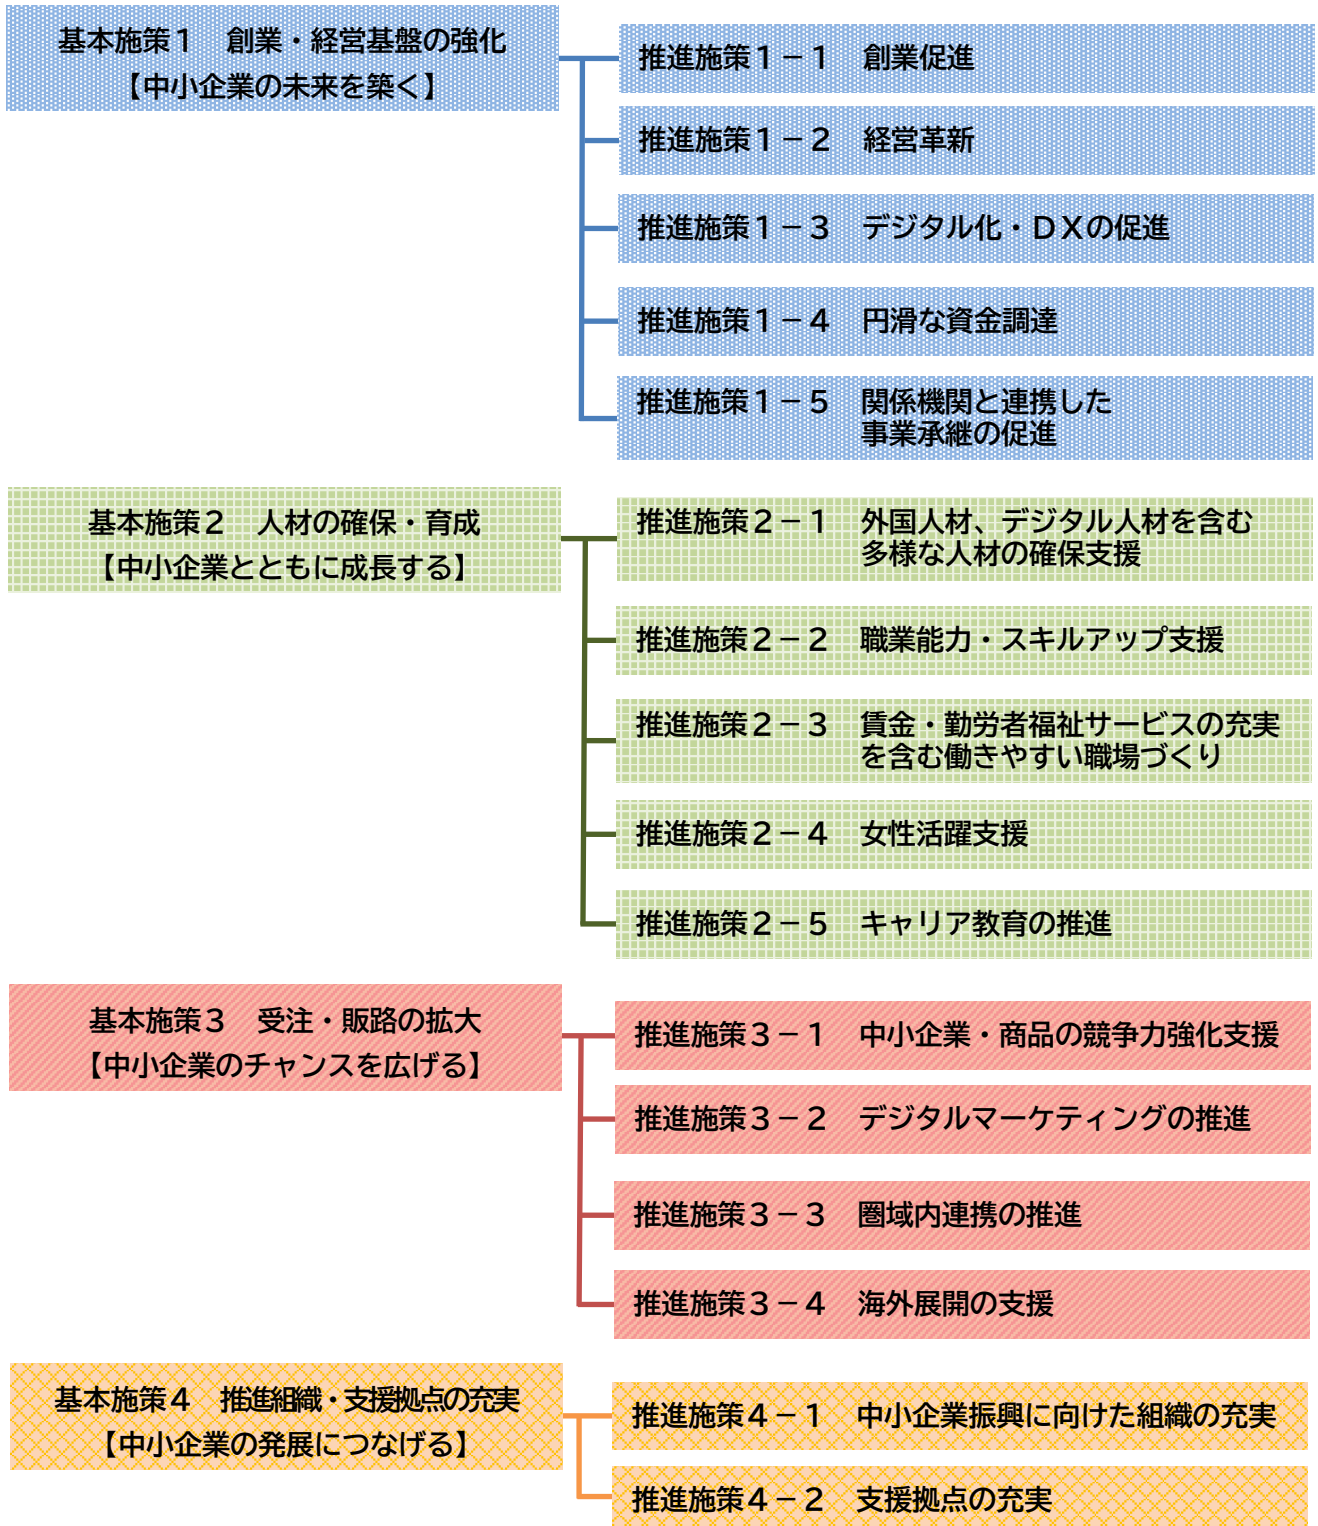 基本施策１　創業・経営基盤の強化
【中小企業の未来を築く】
推進施策１－１　創業促進
推進施策１－２　経営革新
推進施策１－３　デジタル化・ＤＸの促進
推進施策１－４　円滑な資金調達
推進施策１－５　関係機関と連携した
事業承継の促進
基本施策２　人材の確保・育成
【中小企業とともに成長する】
推進施策２－１　外国人材、デジタル人材を含む
多様な人材の確保支援
推進施策２－２　職業能力・スキルアップ支援
推進施策２－３　賃金・勤労者福祉サービスの充実
を含む働きやすい職場づくり
推進施策２－４　女性活躍支援
推進施策２－５　キャリア教育の推進
基本施策３　受注・販路の拡大
【中小企業のチャンスを広げる】
推進施策３－１　中小企業・商品の競争力強化支援
推進施策３－２　デジタルマーケティングの推進
推進施策３－３　圏域内連携の推進
推進施策３－４　海外展開の支援
基本施策４　推進組織・支援拠点の充実
【中小企業の発展につなげる】
推進施策４－１　中小企業振興に向けた組織の充実
推進施策４－２　支援拠点の充実